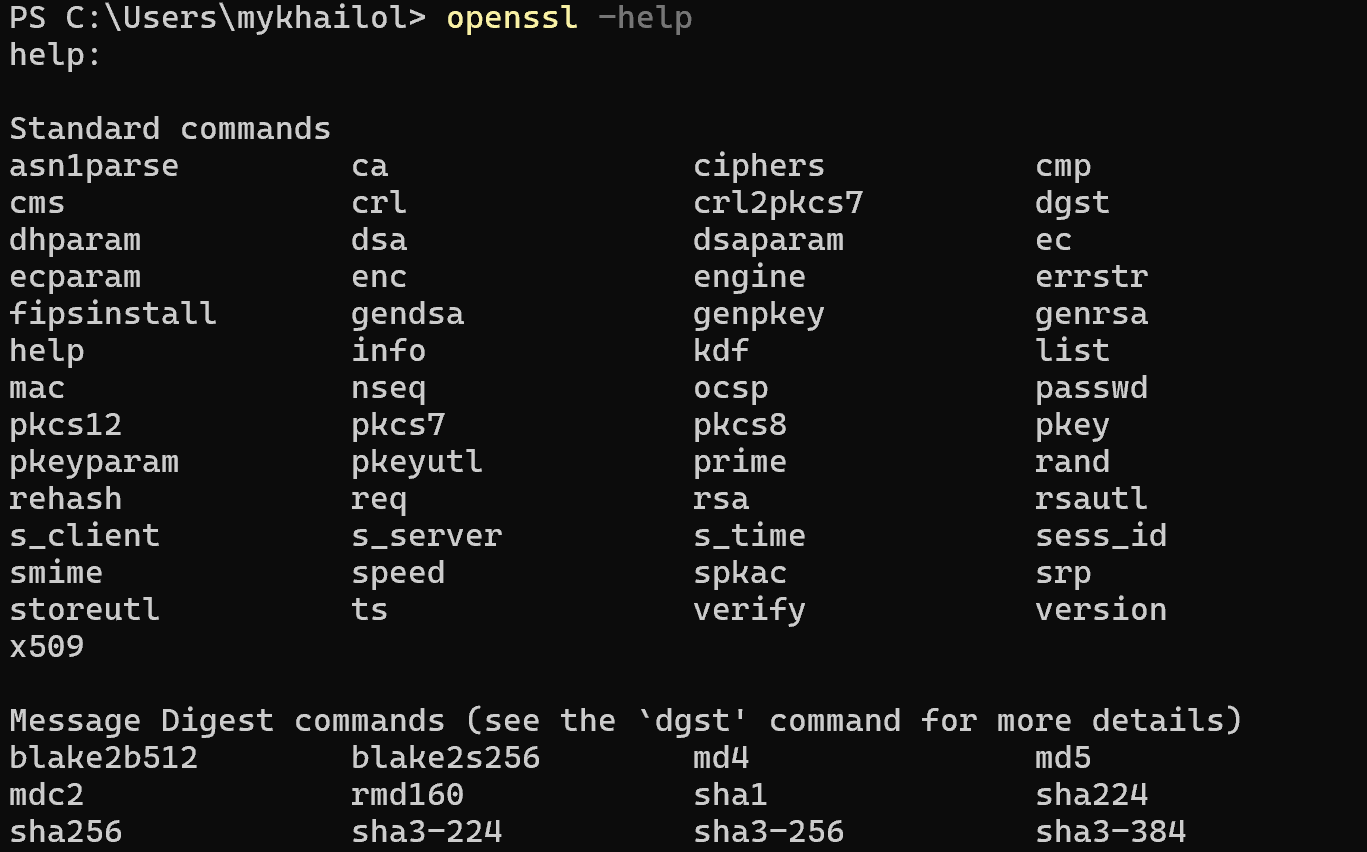 PS C:\Users\mykhailol> openssl -help
help:
Standard commands
asn1parse ca ciphers cmp
cms crl crl2pkcs7 dgst
dhparam dsa dsaparam ec
ecparam enc engine errstr
fipsinstall gendsa genpkey genrsa
help info kdf list
mac nseq ocsp passwd
pkcs12 pkcs7 pkcs8 pkey
pkeyparam pkeyutl prime rand
rehash req rsa rsautl
s_client s_server s_time sess_id
smime speed spkac srp
storeutl ts verify version
x509
Message Digest commands (see the `dgst' command for more details)
blake2b512 blake2s256 md4 md5
mdc2 rmd160 sha1 sha224
sha256 sha3-224 sha3-256 sha3-384